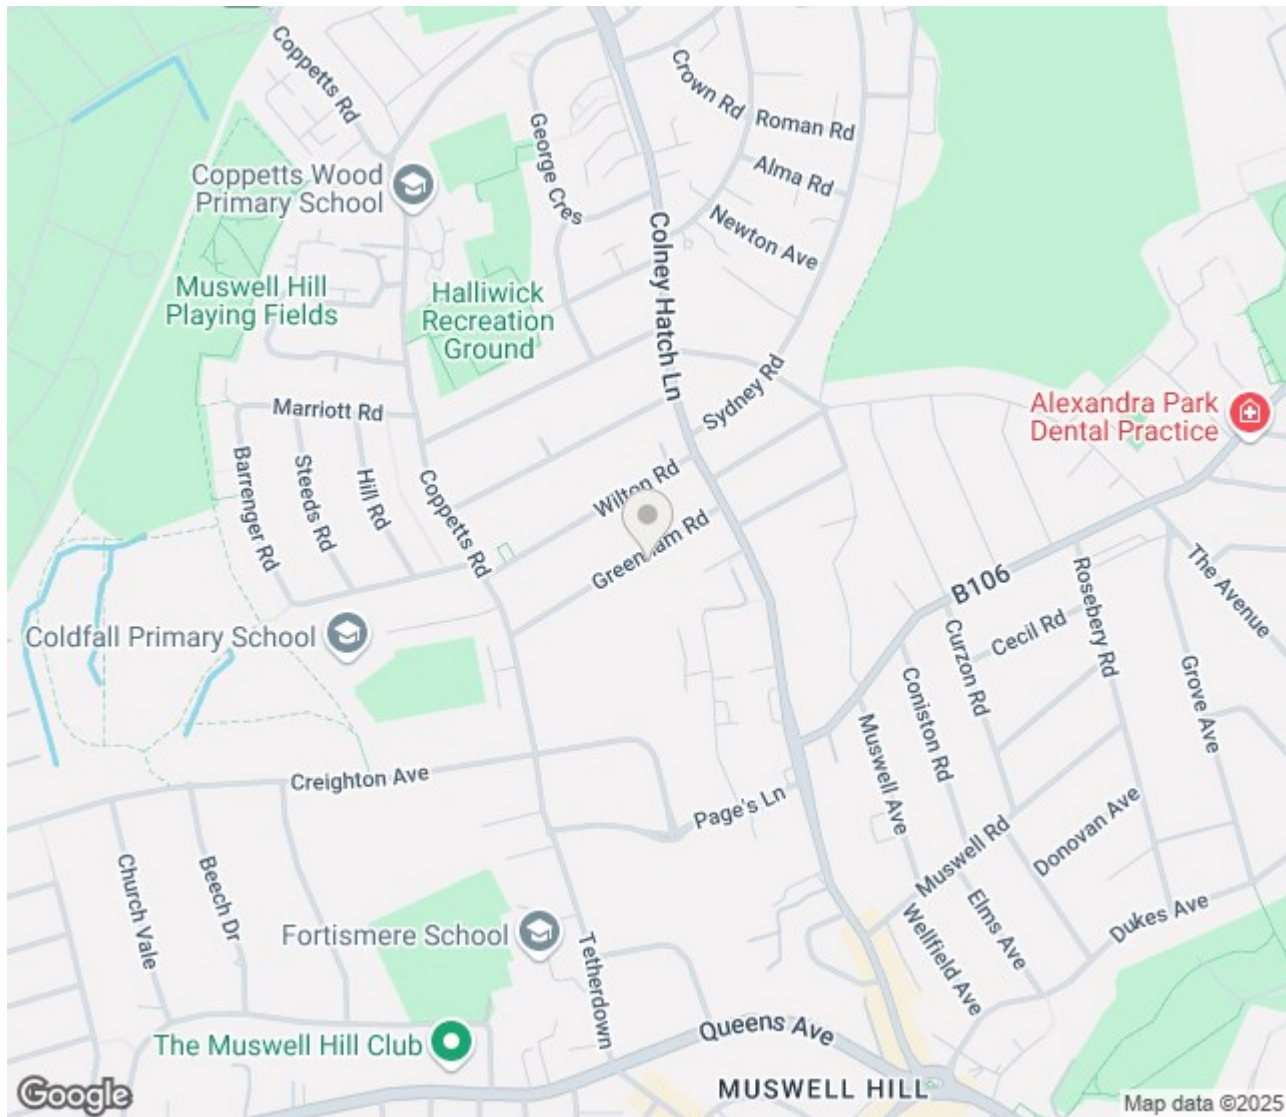 Coppetts Rd
Crown Rd
Roman Rd
George Cres
Alma Rd
Coppetts Wood
Primary School
Newton Ave
Colney Hatch Ln
Muswell Hill
Playing Fields
Halliwick
Recreation
Ground
Sydney Rd
Marriott Rd
Alexandra Park
Dental Practice
Barrenger Rd
Steeds Rd
Hill Rd
Coppetts Rd
Wilton Rd
Greenham Rd
B106
The Avenue
Rosebery Rd
Cecil Rd
Curzon Rd
Coldfall Primary School
Grove Ave
Coniston Rd
Muswell Ave
Creighton Ave
Page's Ln
Donovan Ave
Muswell Rd
Church Vale
Beech Dr
Elms Ave
Dukes Ave
Wellfield Ave
Fortismere School
Tetherdown
Queens Ave
The Muswell Hill Club
MUSWELL HILL
Google
Map data ©2025